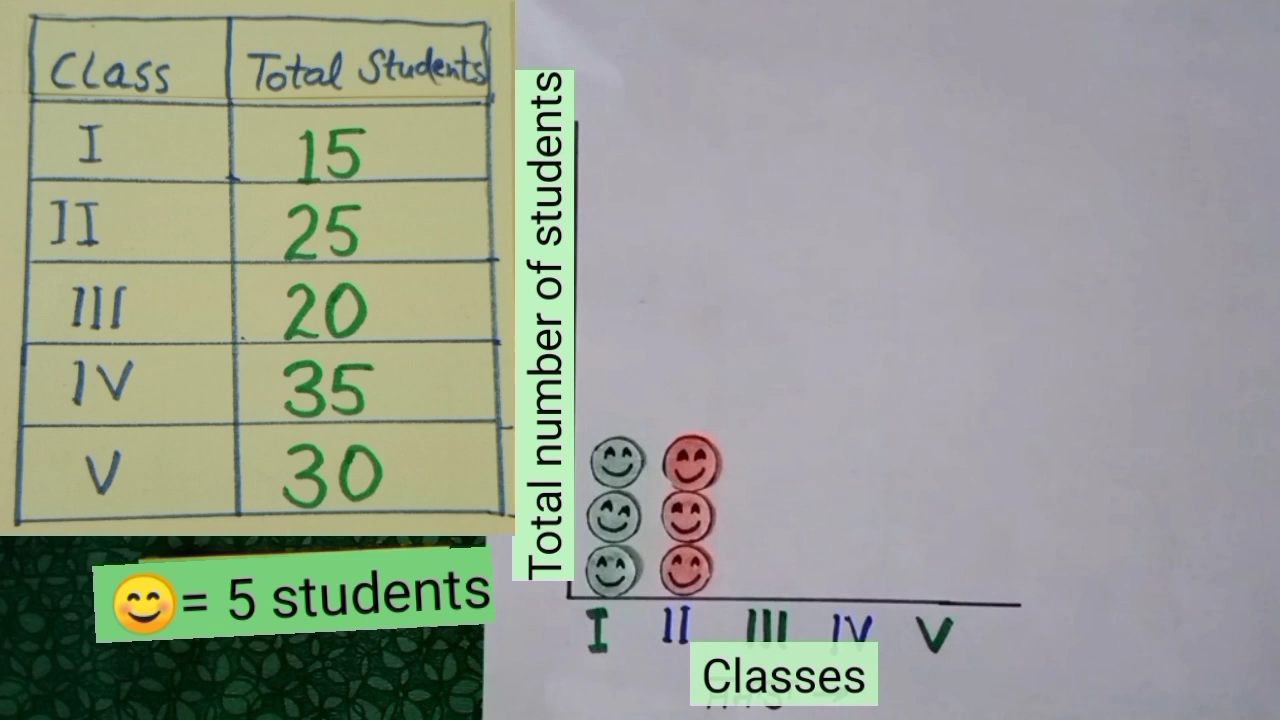 Class Total Students
I 15
II 25
III 20
IV 35
V 30
= 5 students
Total number of students
I II III IV V
Classes